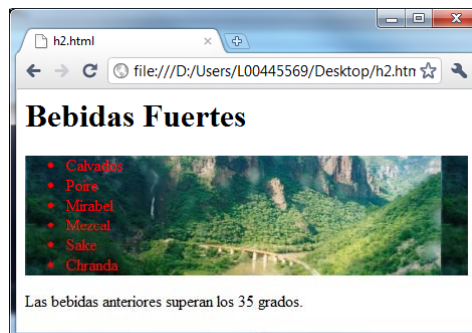 h2.html
file:///D:/Users/L00445569/Desktop/h2.htm
Bebidas Fuertes
Calvados
Poire
Mirabel
Mezcal
Sake
Chranda
Las bebidas anteriores superan los 35 grados.